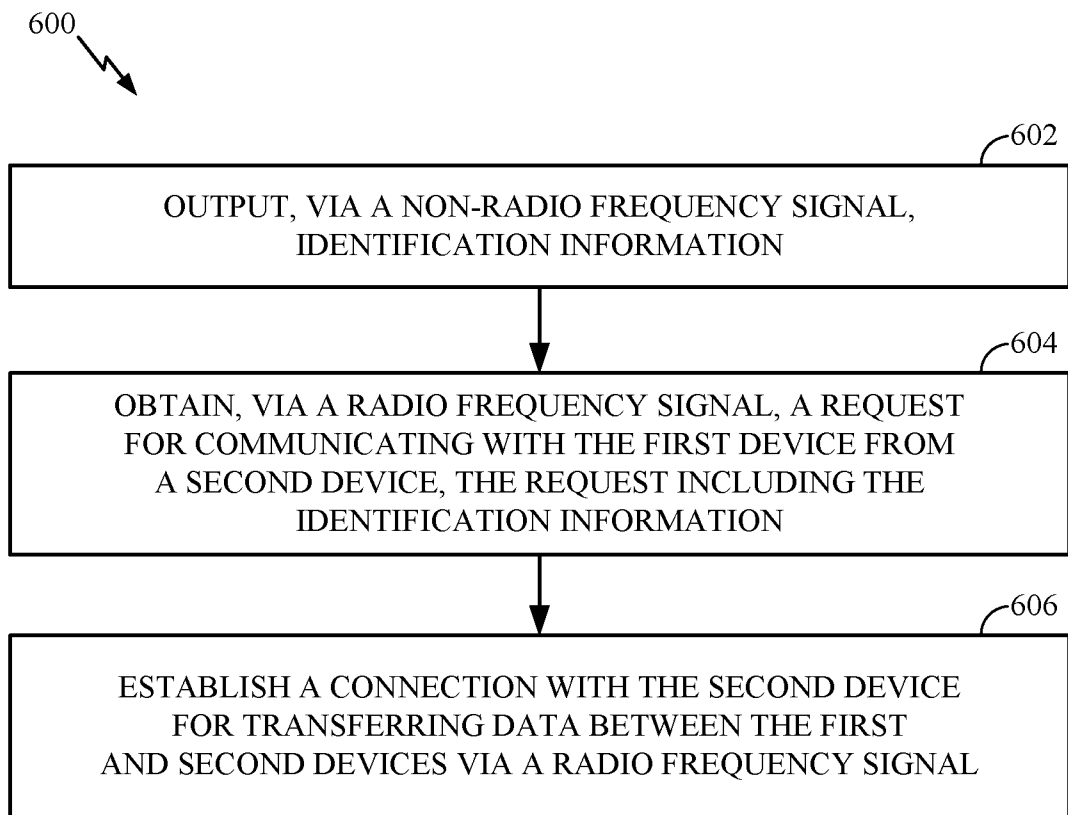 600
602
OUTPUT, VIA A NON-RADIO FREQUENCY SIGNAL,
IDENTIFICATION INFORMATION
604
OBTAIN, VIA A RADIO FREQUENCY SIGNAL, A REQUEST
FOR COMMUNICATING WITH THE FIRST DEVICE FROM
A SECOND DEVICE, THE REQUEST INCLUDING THE
IDENTIFICATION INFORMATION
606
ESTABLISH A CONNECTION WITH THE SECOND DEVICE
FOR TRANSFERRING DATA BETWEEN THE FIRST
AND SECOND DEVICES VIA A RADIO FREQUENCY SIGNAL